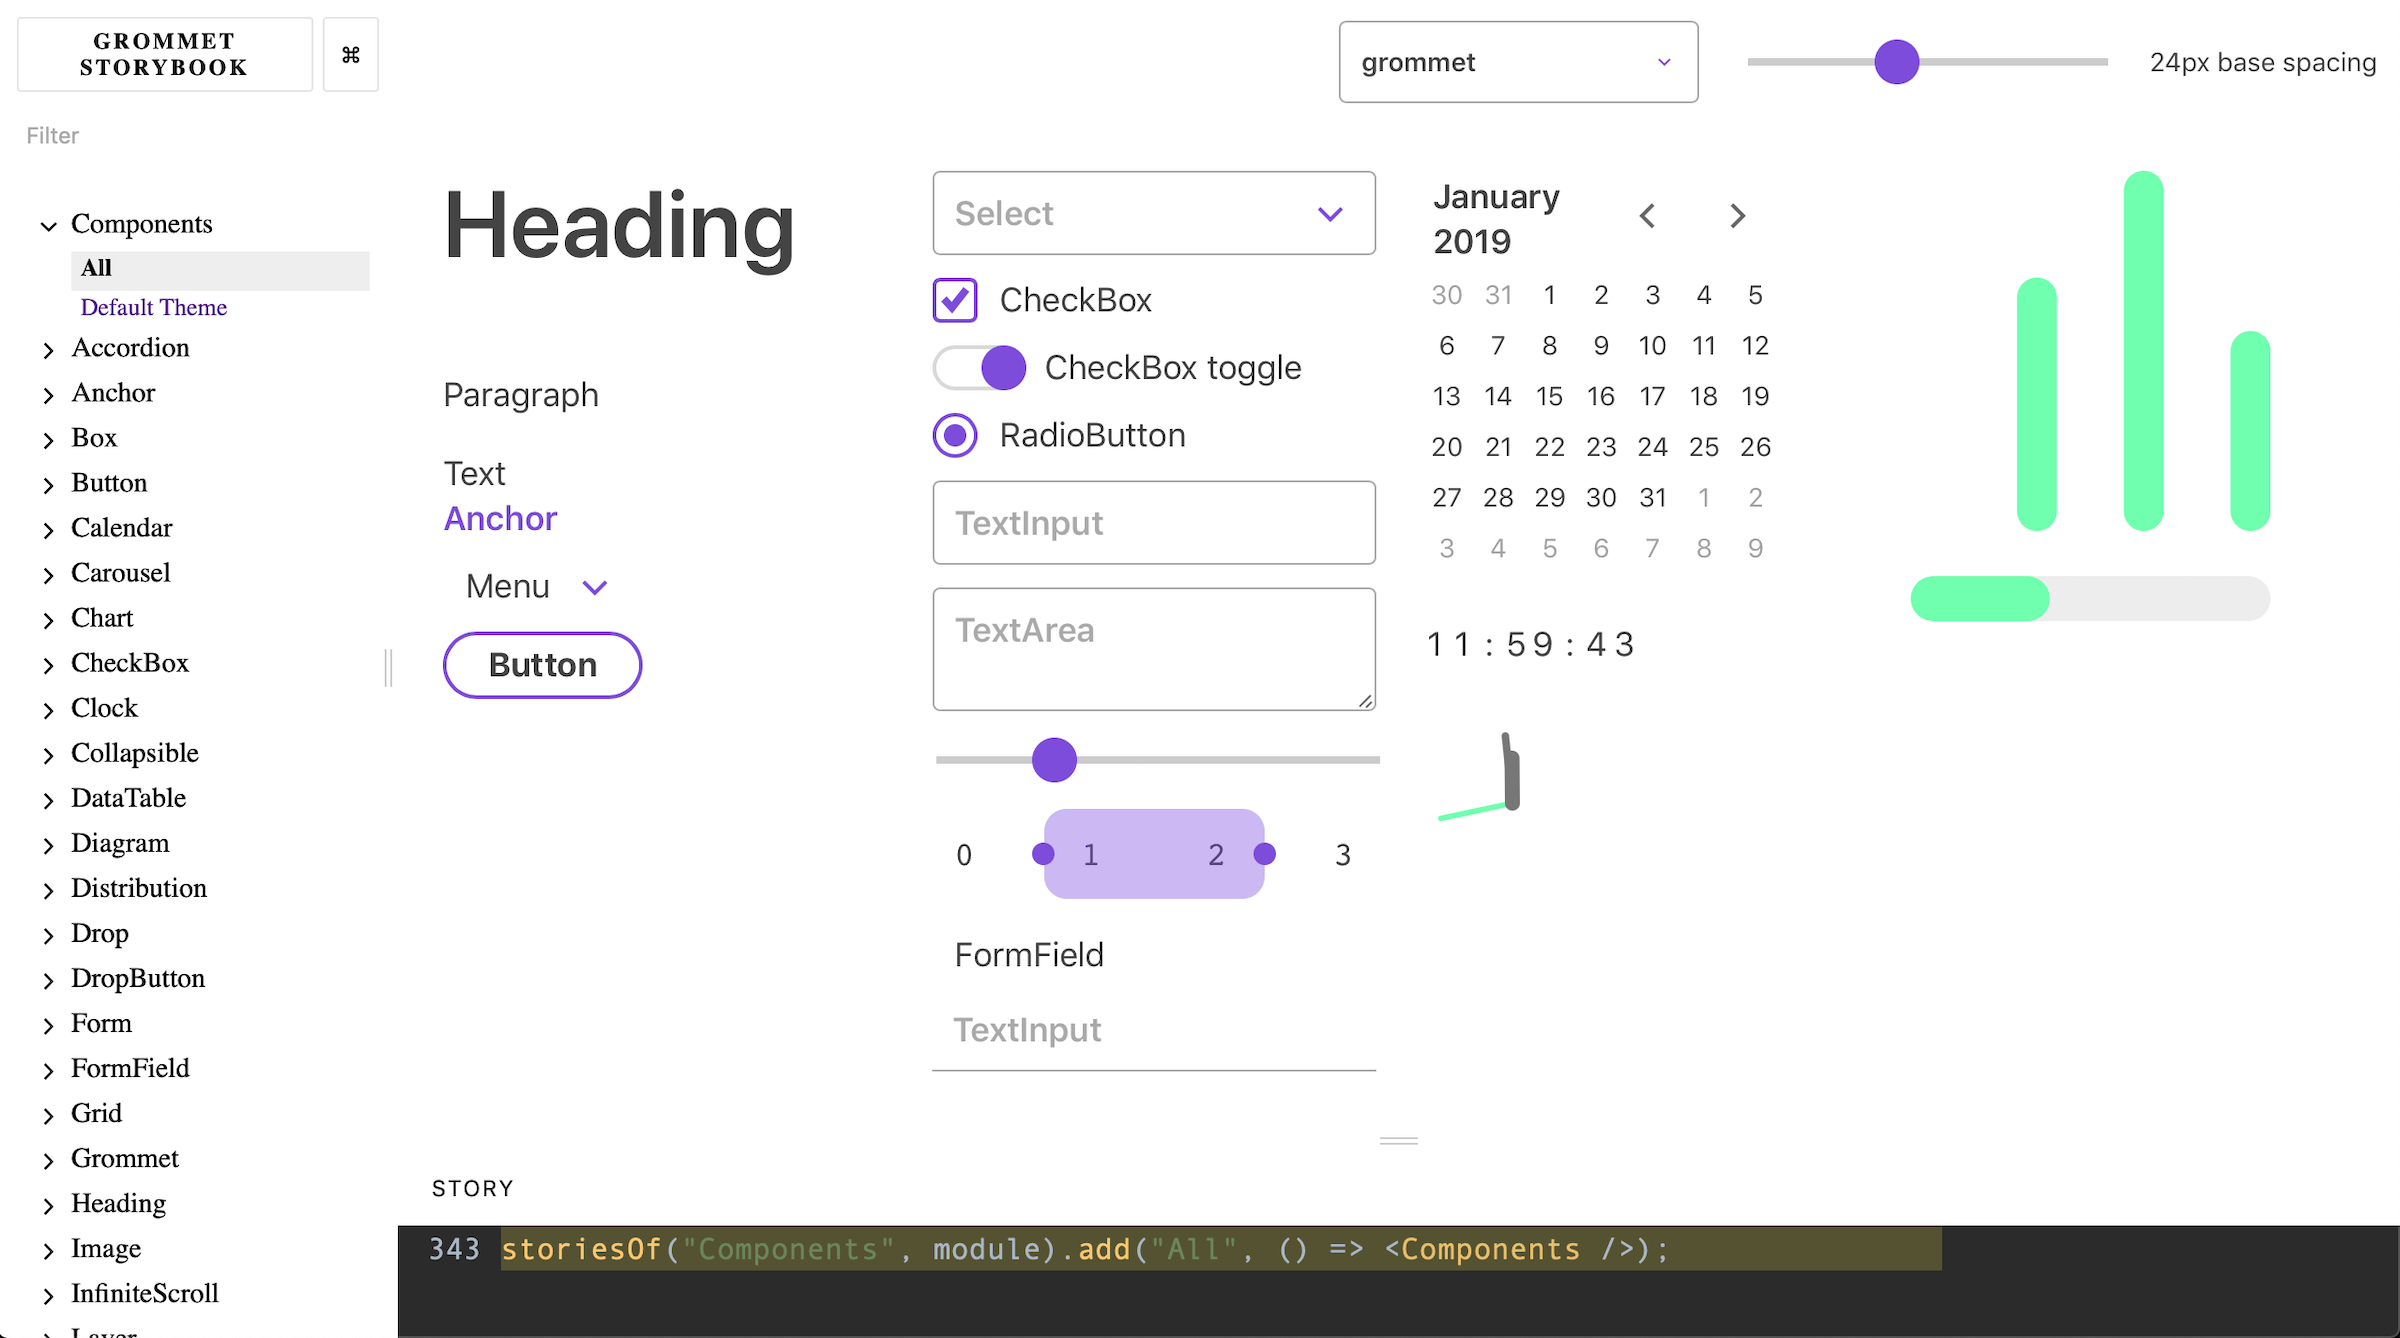 GROMMET
STORYBOOK
⌘
Filter
Components
All
Default Theme
Accordion
Anchor
Box
Button
Calendar
Carousel
Chart
CheckBox
Clock
Collapsible
DataTable
Diagram
Distribution
Drop
DropButton
Form
FormField
Grid
Grommet
Heading
Image
InfiniteScroll
Layer
grommet
24px base spacing
Heading
Paragraph
Text
Anchor
Menu
Button
Select
CheckBox
CheckBox toggle
RadioButton
TextInput
TextArea
0 1 2 3
FormField
TextInput
January
2019
30 31 1 2 3 4 5
6 7 8 9 10 11 12
13 14 15 16 17 18 19
20 21 22 23 24 25 26
27 28 29 30 31 1 2
3 4 5 6 7 8 9
11:59:43
STORY
343 storiesOf("Components", module).add("All", () => <Components />);